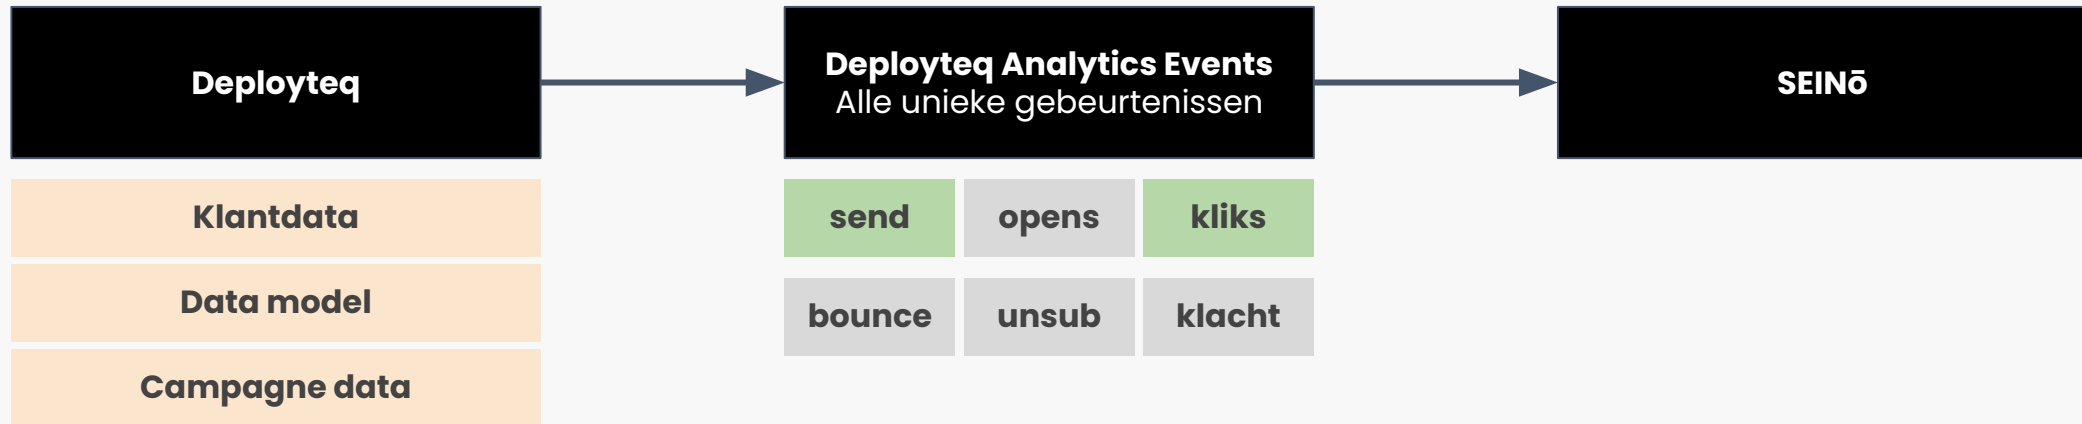 Deployteq
Deployteq Analytics Events
Alle unieke gebeurtenissen
SEINō
Klantdata
Data model
Campagne data
send
opens
kliks
bounce
unsub
klacht